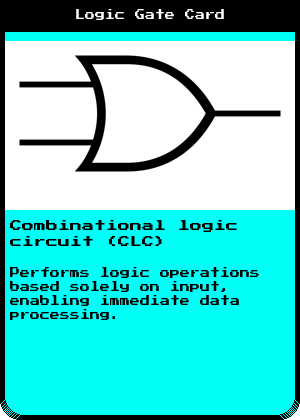 Logic Gate Card
Combinational logic
circuit (CLC)
Performs logic operations
based solely on input,
enabling immediate data
processing.